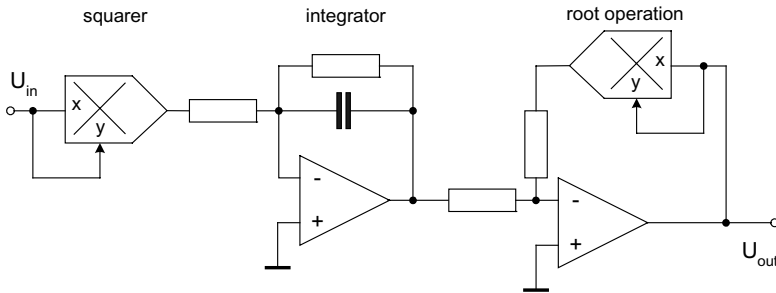 squarer
integrator
root operation
U_in
x
y
-
+
x
y
-
+
U_out